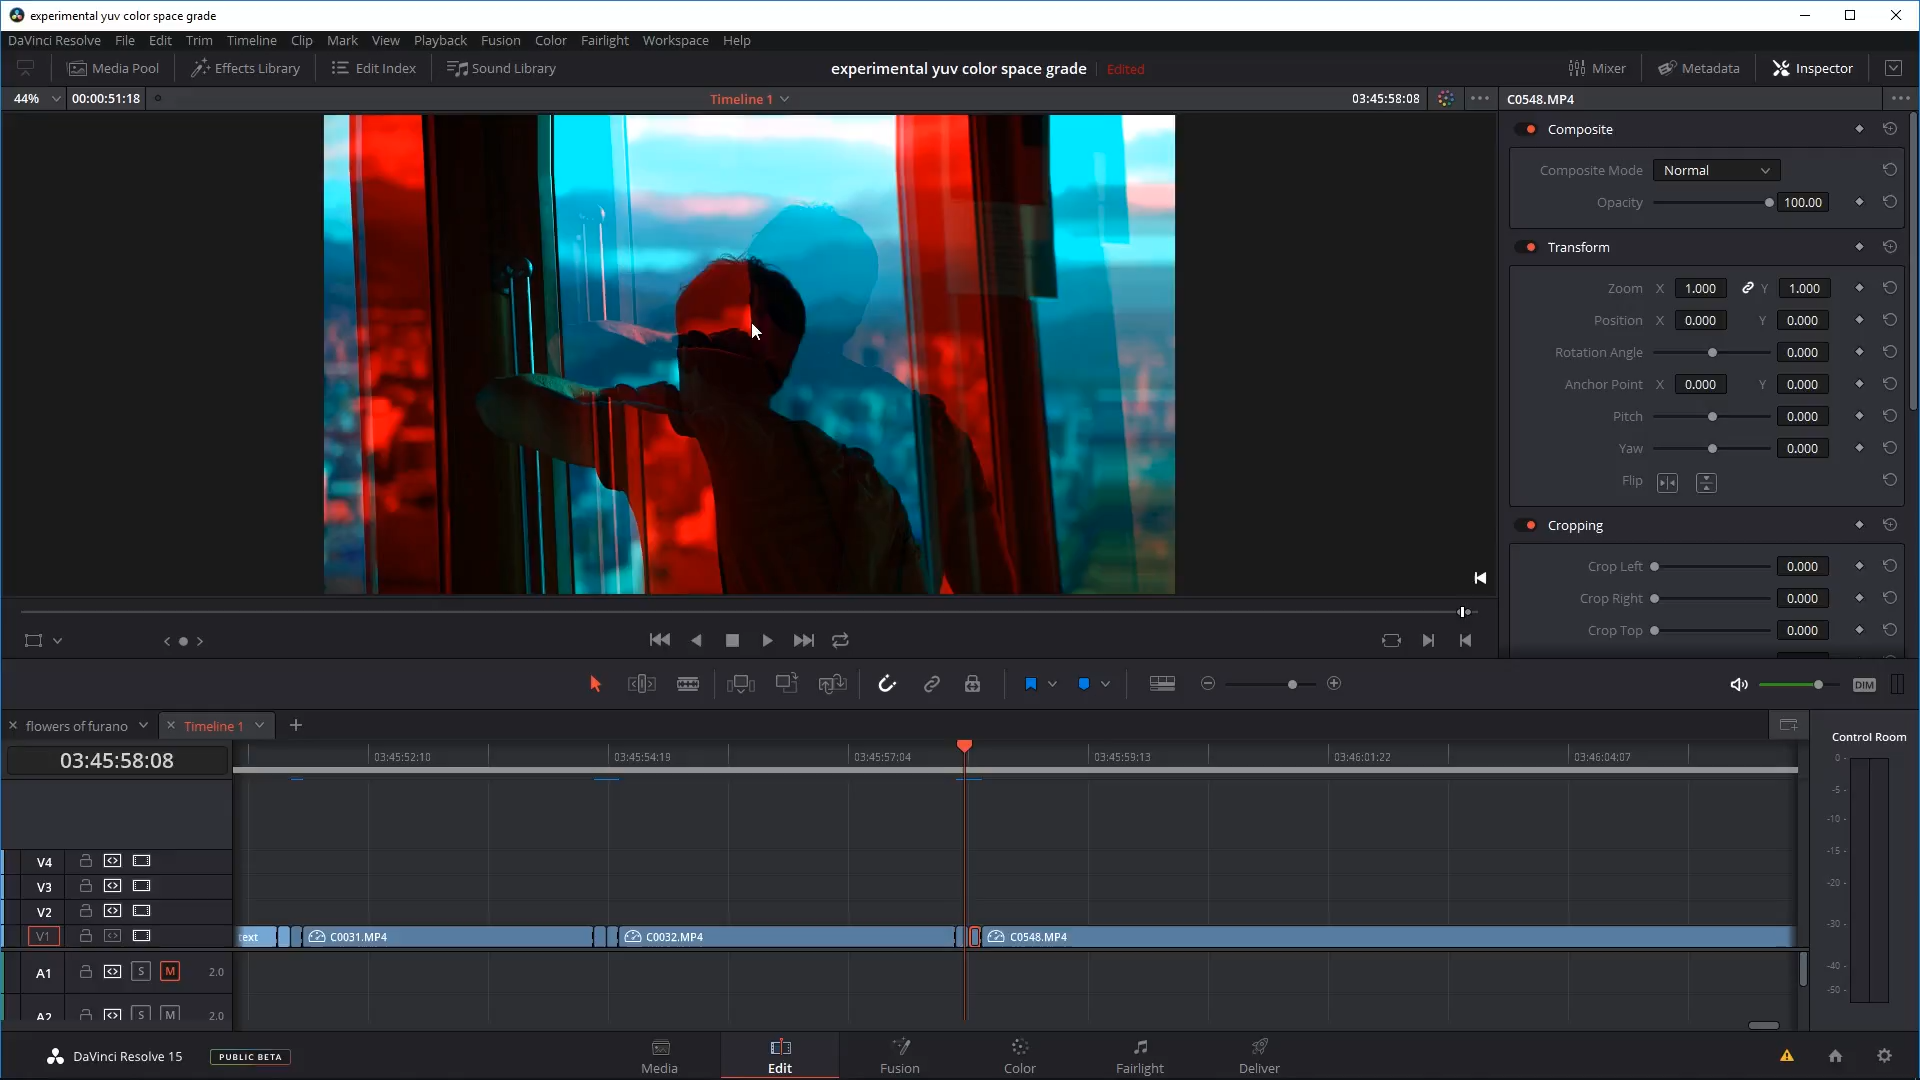 experimental yuv color space grade
DaVinci Resolve File Edit Trim Timeline Clip Mark View Playback Fusion Color Fairlight Workspace Help
Media Pool Effects Library Edit Index Sound Library experimental yuv color space grade Edited Mixer Metadata Inspector
44% 00:00:51:18 Timeline 1 03:45:58:08 C0548.MP4
Composite
Composite Mode Normal
Opacity 100.00
Transform
Zoom X 1.000 Y 1.000
Position X 0.000 Y 0.000
Rotation Angle 0.000
Anchor Point X 0.000 Y 0.000
Pitch 0.000
Yaw 0.000
Flip
Cropping
Crop Left 0.000
Crop Right 0.000
Crop Top 0.000
DIM
flowers of furano Timeline 1
Control Room
03:45:58:08 03:45:52:10 03:45:54:19 03:45:57:04 03:45:59:13 03:46:01:22 03:46:04:07
0
-5
-10
-15
-20
-30
-40
-50
V4
V3
V2
V1 text C0031.MP4 C0032.MP4 C0548.MP4
A1 S M 2.0
A2 S M 2.0
DaVinci Resolve 15 PUBLIC BETA Media Edit Fusion Color Fairlight Deliver